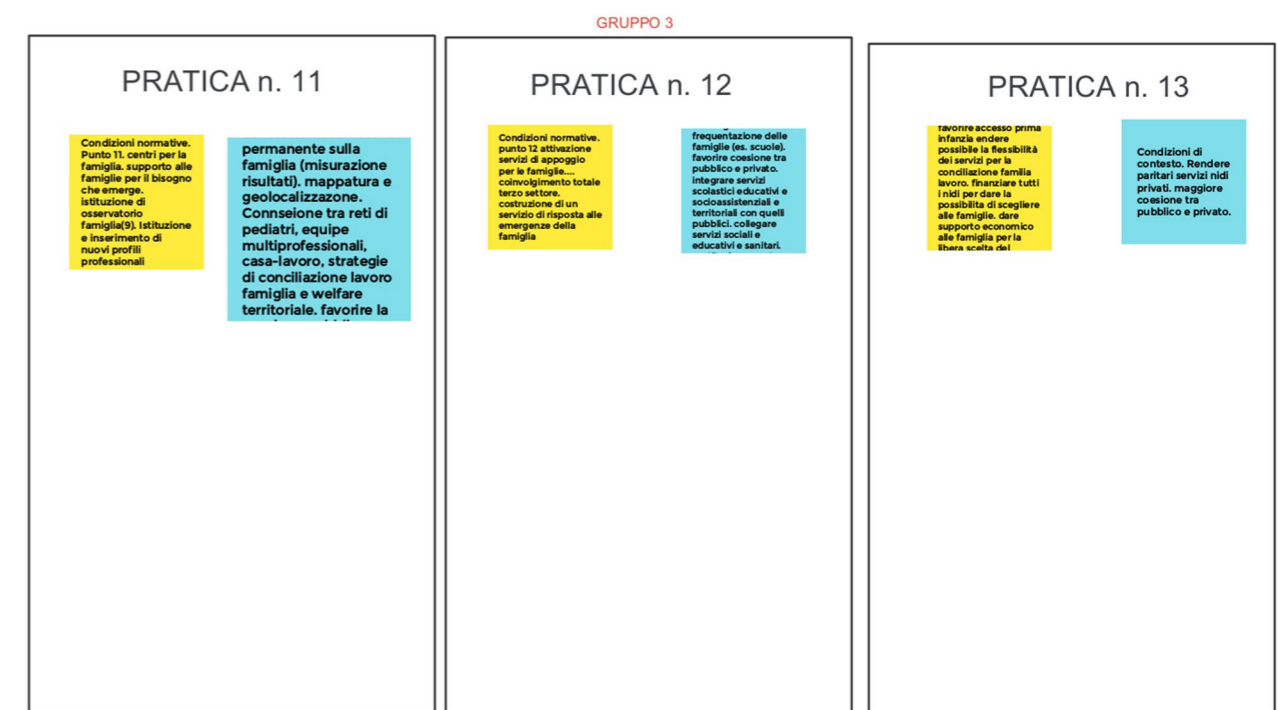 GRUPPO 3
PRATICA n. 11
Condizioni normative.
Punto 11. centri per la
famiglia. supporto alle
famiglie per il bisogno
che emerge.
istituzione di
osservatorio
famiglia(9). Istituzione
e inserimento di
nuovi profili
professionali
permanente sulla
famiglia (misurazione
risultati). mappatura e
geolocalizzazone.
Connseione tra reti di
pediatri, equipe
multiprofessionali,
casa-lavoro, strategie
di conciliazione lavoro
famiglia e welfare
territoriale. favorire la
PRATICA n. 12
Condizioni normative.
punto 12 attivazione
servizi di appoggio
per le famiglie....
coinvolgimento totale
terzo settore.
costruzione di un
servizio di risposta alle
emergenze della
famiglia
frequentazione delle
famiglie (es. scuole).
favorire coesione tra
pubblico e privato.
integrare servizi
scolastici educativi e
socioassistenziali e
territoriali con quelli
pubblici. collegare
servizi sociali e
educativi e sanitari.
PRATICA n. 13
favorire accesso prima
infanzia endere
possibile la flessibilità
dei servizi per la
conciliazione familia
lavoro. finanziare tutti
i nidi per dare la
possibilita di scegliere
alle famiglie. dare
supporto economico
alle famiglia per la
libera scelta del
Condizioni di
contesto. Rendere
paritari servizi nidi
privati. maggiore
coesione tra
pubblico e privato.